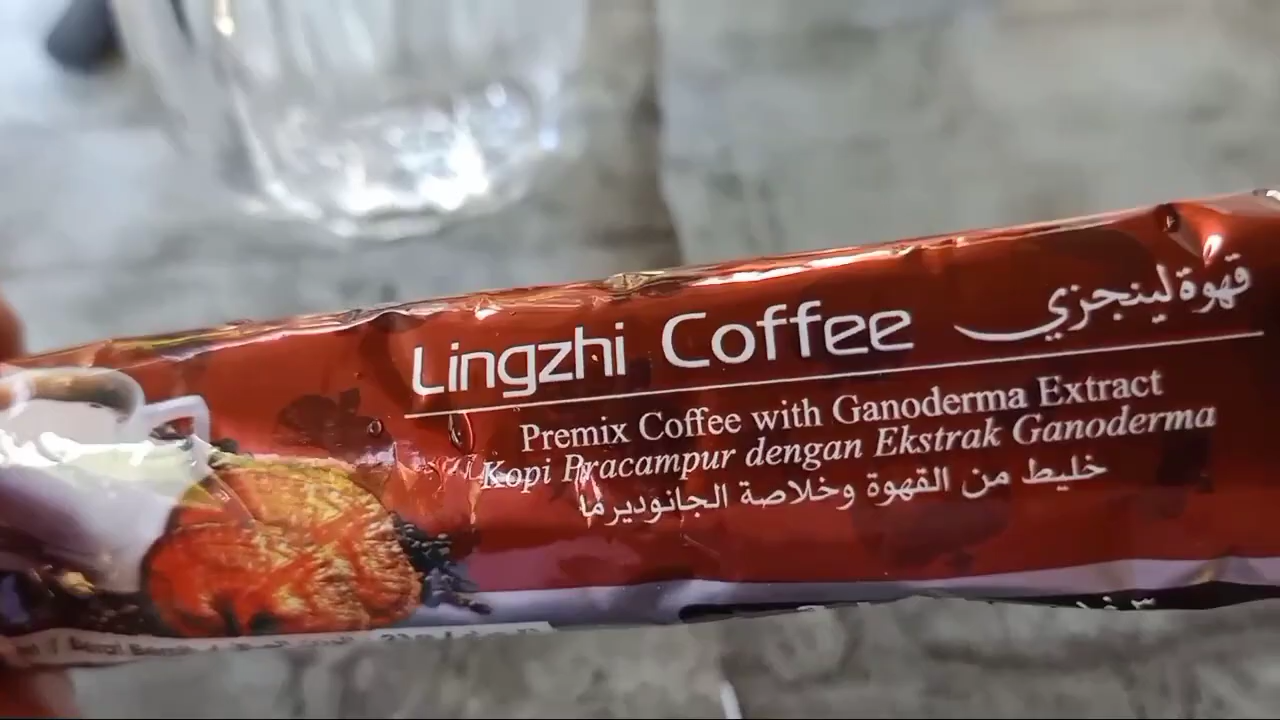 Lingzhi Coffee
قهوة لينجزي
Premix Coffee with Ganoderma Extract
Kopi Pracampur dengan Ekstrak Ganoderma
خليط من القهوة وخلاصة الجانوديرما